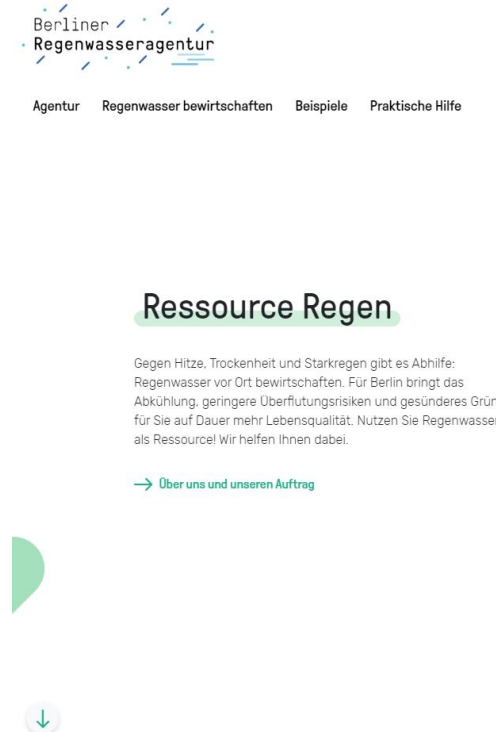 Berliner
Regenwasseragentur
Agentur Regenwasser bewirtschaften Beispiele Praktische Hilfe
Ressource Regen
Gegen Hitze, Trockenheit und Starkregen gibt es Abhilfe:
Regenwasser vor Ort bewirtschaften. Für Berlin bringt das
Abkühlung, geringere Überflutungsrisiken und gesünderes Grün
für Sie auf Dauer mehr Lebensqualität. Nutzen Sie Regenwasser
als Ressource! Wir helfen Ihnen dabei.
Über uns und unseren Auftrag